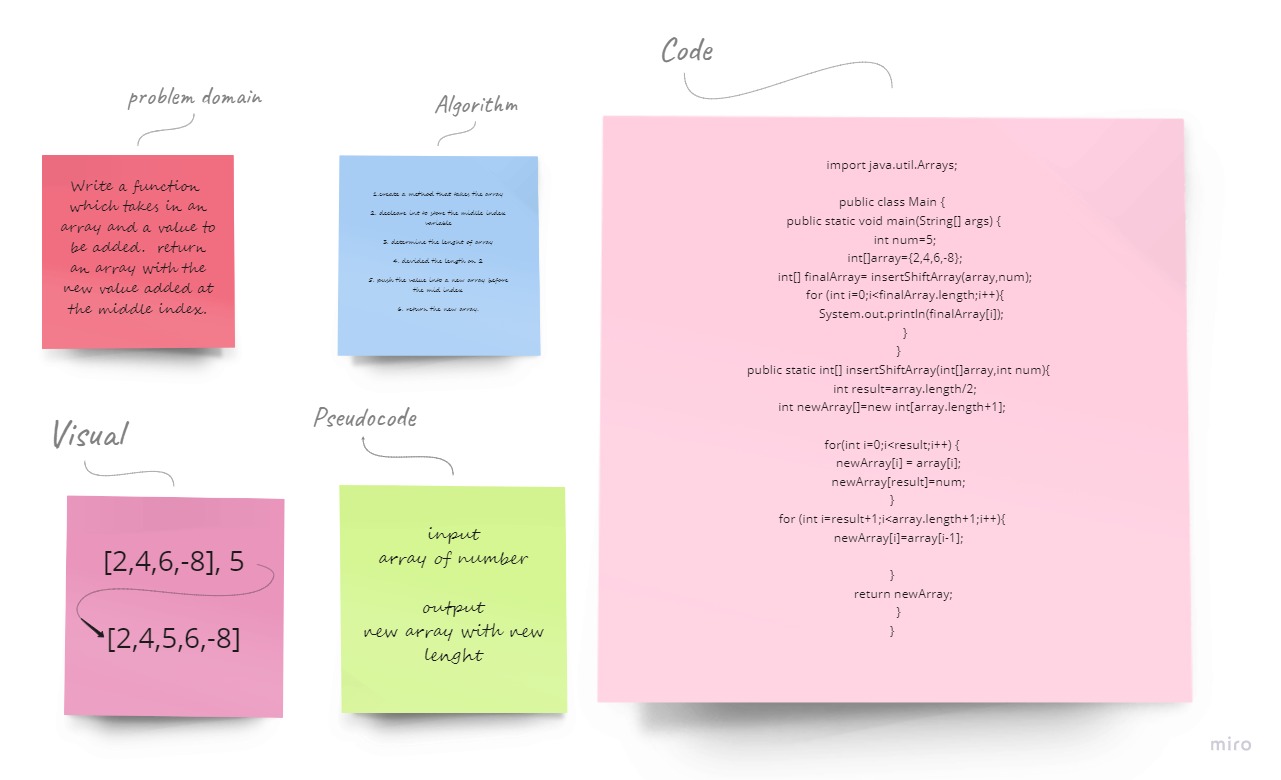 problem domain
Write a function
which takes in an
array and a value to
be added. return
an array with the
new value added at
the middle index.
Algorithm
1.create a method that takes the array
2. decleare int to store the middle index
variable
3. determine the lenght of array
4. devided the length on 2
5. push the value into a new array before
the mid index
6. return the new array.
Visual
[2,4,6,-8], 5
[2,4,5,6,-8]
Pseudocode
input
array of number
output
new array with new
lenght
Code
import java.util.Arrays;
public class Main {
public static void main(String[] args) {
int num=5;
int[]array={2,4,6,-8};
int[] finalArray= insertShiftArray(array,num);
for (int i=0;i<finalArray.length;i++){
System.out.println(finalArray[i]);
}
}
public static int[] insertShiftArray(int[]array,int num){
int result=array.length/2;
int newArray[]=new int[array.length+1];
for(int i=0;i<result;i++) {
newArray[i] = array[i];
newArray[result]=num;
}
for (int i=result+1;i<array.length+1;i++){
newArray[i]=array[i-1];
}
return newArray;
}
}
miro